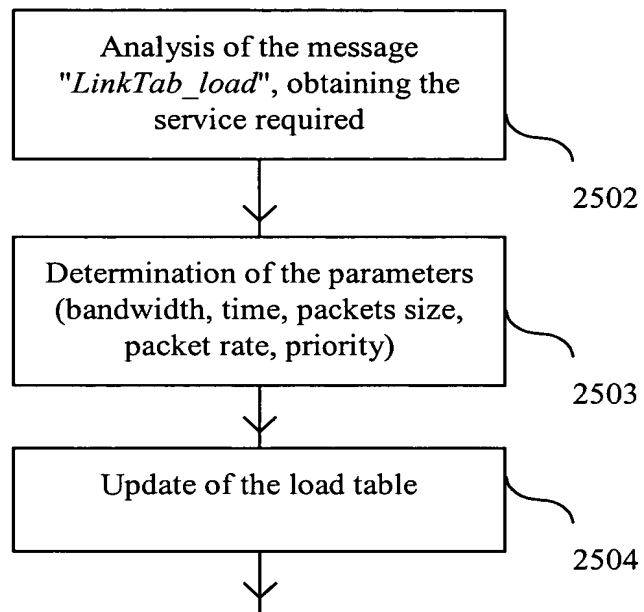 Analysis of the message
"LinkTab_load", obtaining the
service required
2502
Determination of the parameters
(bandwidth, time, packets size,
packet rate, priority)
2503
Update of the load table
2504